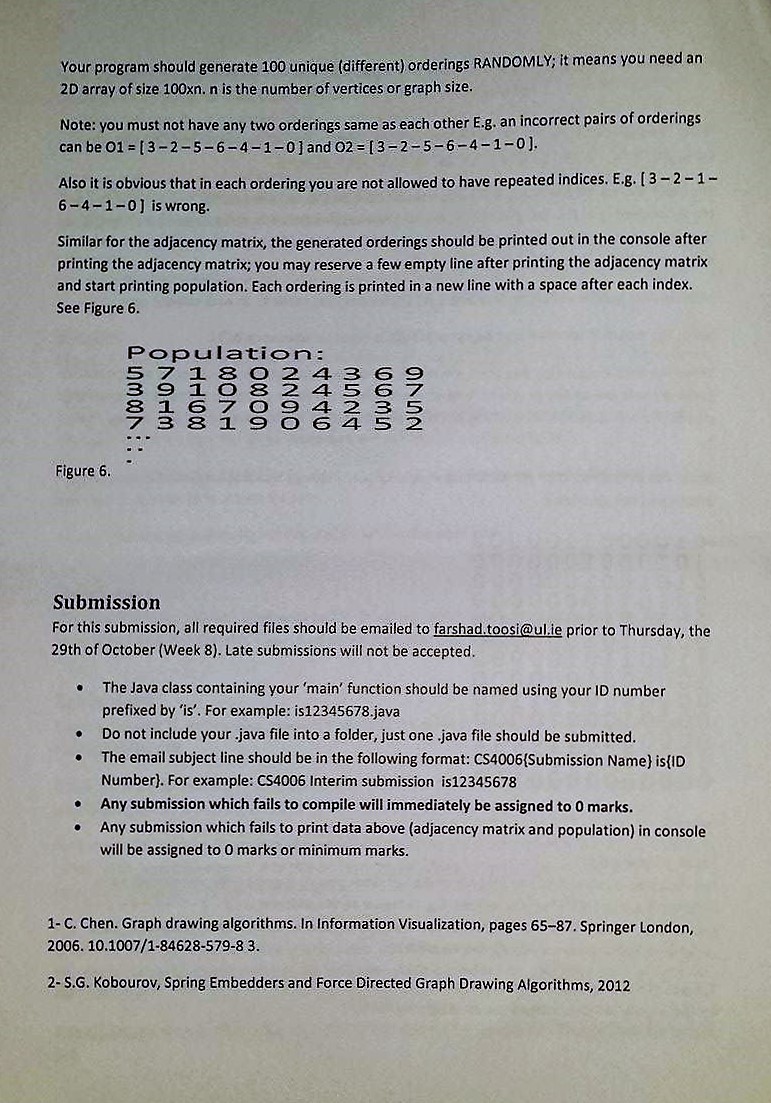 Your program should generate 100 unique (different) orderings RANDOMLY; it means you need an
2D array of size 100xn. n is the number of vertices or graph size.
Note: you must not have any two orderings same as each other E.g. an incorrect pairs of orderings
can be O1 = [ 3 – 2 – 5 – 6 – 4 – 1 – 0 ] and O2 = [ 3 – 2 – 5 – 6 – 4 – 1 – 0 ].
Also it is obvious that in each ordering you are not allowed to have repeated indices. E.g. [ 3 – 2 – 1 –
6 – 4 – 1 – 0 ] is wrong.
Similar for the adjacency matrix, the generated orderings should be printed out in the console after
printing the adjacency matrix; you may reserve a few empty line after printing the adjacency matrix
and start printing population. Each ordering is printed in a new line with a space after each index.
See Figure 6.
Population:
5 7 1 8 0 2 4 3 6 9
3 9 1 0 8 2 4 5 6 7
8 1 6 7 0 9 4 2 3 5
7 3 8 1 9 0 6 4 5 2
...
..
.
Figure 6.
Submission
For this submission, all required files should be emailed to farshad.toosi@ul.ie prior to Thursday, the
29th of October (Week 8). Late submissions will not be accepted.
• The Java class containing your 'main' function should be named using your ID number
prefixed by 'is'. For example: is12345678.java
• Do not include your .java file into a folder, just one .java file should be submitted.
• The email subject line should be in the following format: CS4006{Submission Name} is{ID
Number}. For example: CS4006 Interim submission is12345678
• Any submission which fails to compile will immediately be assigned to 0 marks.
• Any submission which fails to print data above (adjacency matrix and population) in console
will be assigned to 0 marks or minimum marks.
1- C. Chen. Graph drawing algorithms. In Information Visualization, pages 65–87. Springer London,
2006. 10.1007/1-84628-579-8 3.
2- S.G. Kobourov, Spring Embedders and Force Directed Graph Drawing Algorithms, 2012